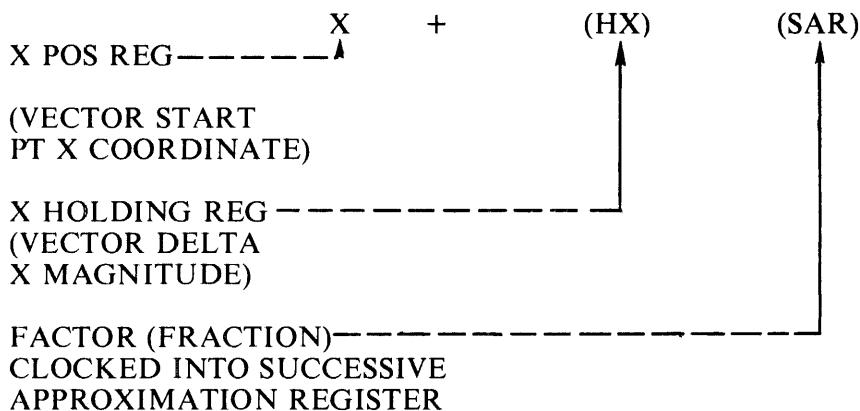 X + (HX) (SAR)
X POS REG
(VECTOR START
PT X COORDINATE)
X HOLDING REG
(VECTOR DELTA
X MAGNITUDE)
FACTOR (FRACTION)
CLOCKED INTO SUCCESSIVE
APPROXIMATION REGISTER